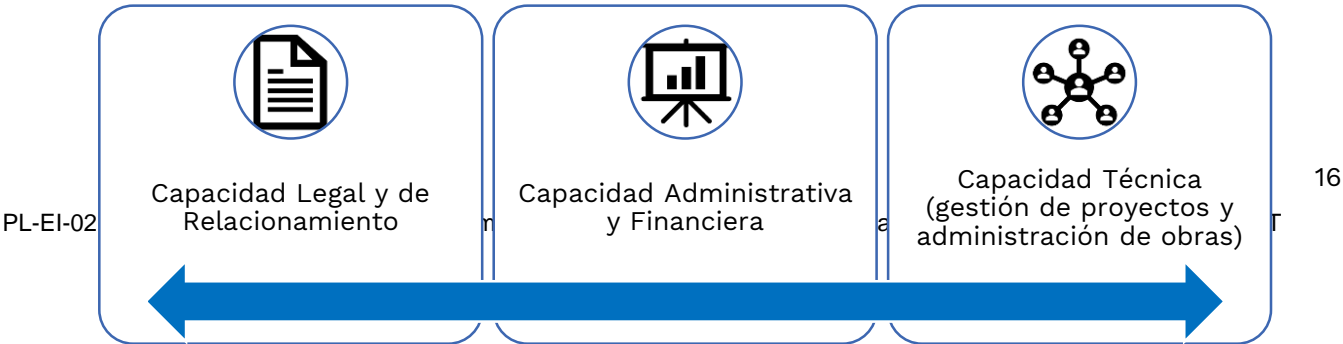 Capacidad Legal y de
Relacionamiento
Capacidad Administrativa
y Financiera
Capacidad Técnica
(gestión de proyectos y
administración de obras)
16
PL-EI-02